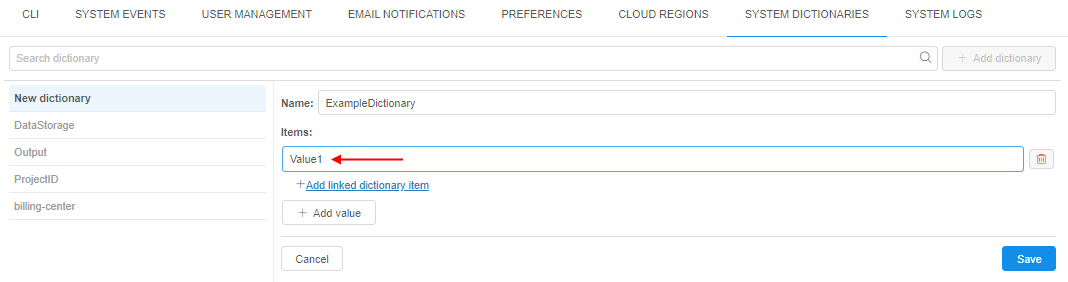 CLI SYSTEM EVENTS USER MANAGEMENT EMAIL NOTIFICATIONS PREFERENCES CLOUD REGIONS SYSTEM DICTIONARIES SYSTEM LOGS
Search dictionary + Add dictionary
New dictionary
DataStorage
Output
ProjectID
billing-center
Name: ExampleDictionary
Items:
Value1
+Add linked dictionary item
+ Add value
Cancel Save